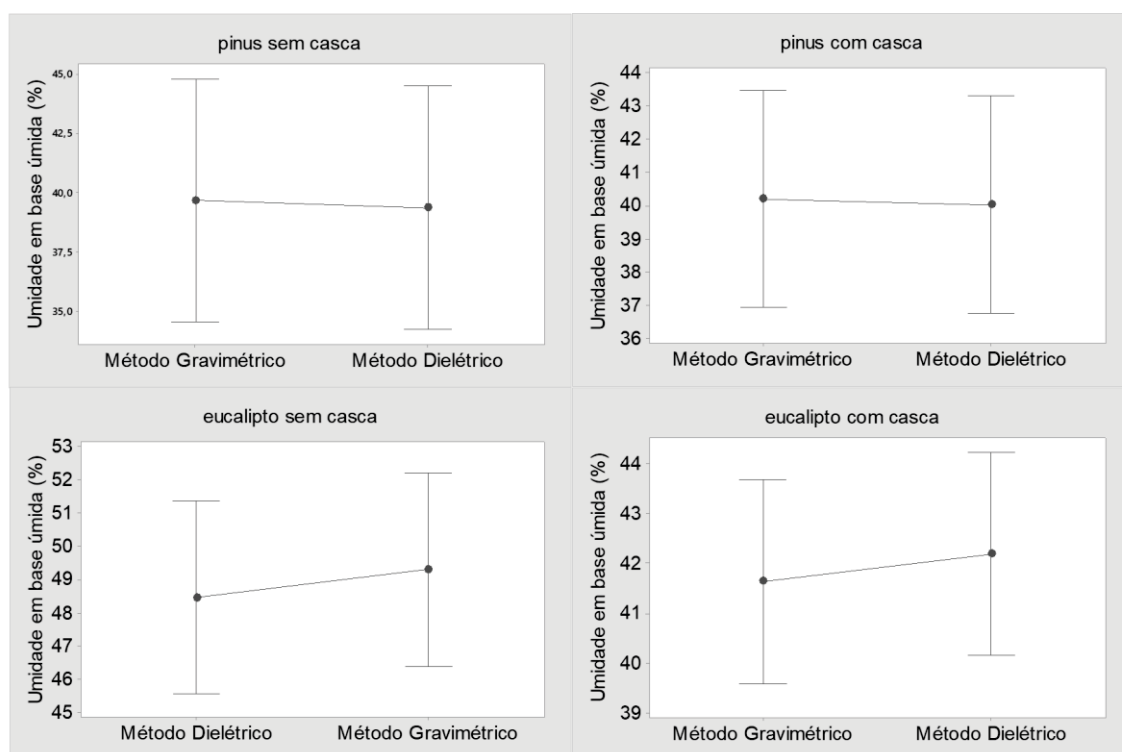 pinus sem casca
Umidade em base úmida (%)
45,0
42,5
40,0
37,5
35,0
Método Gravimétrico
Método Dielétrico
pinus com casca
Umidade em base úmida (%)
44
43
42
41
40
39
38
37
36
Método Gravimétrico
Método Dielétrico
eucalipto sem casca
Umidade em base úmida (%)
53
52
51
50
49
48
47
46
45
Método Dielétrico
Método Gravimétrico
eucalipto com casca
Umidade em base úmida (%)
44
43
42
41
40
39
Método Gravimétrico
Método Dielétrico